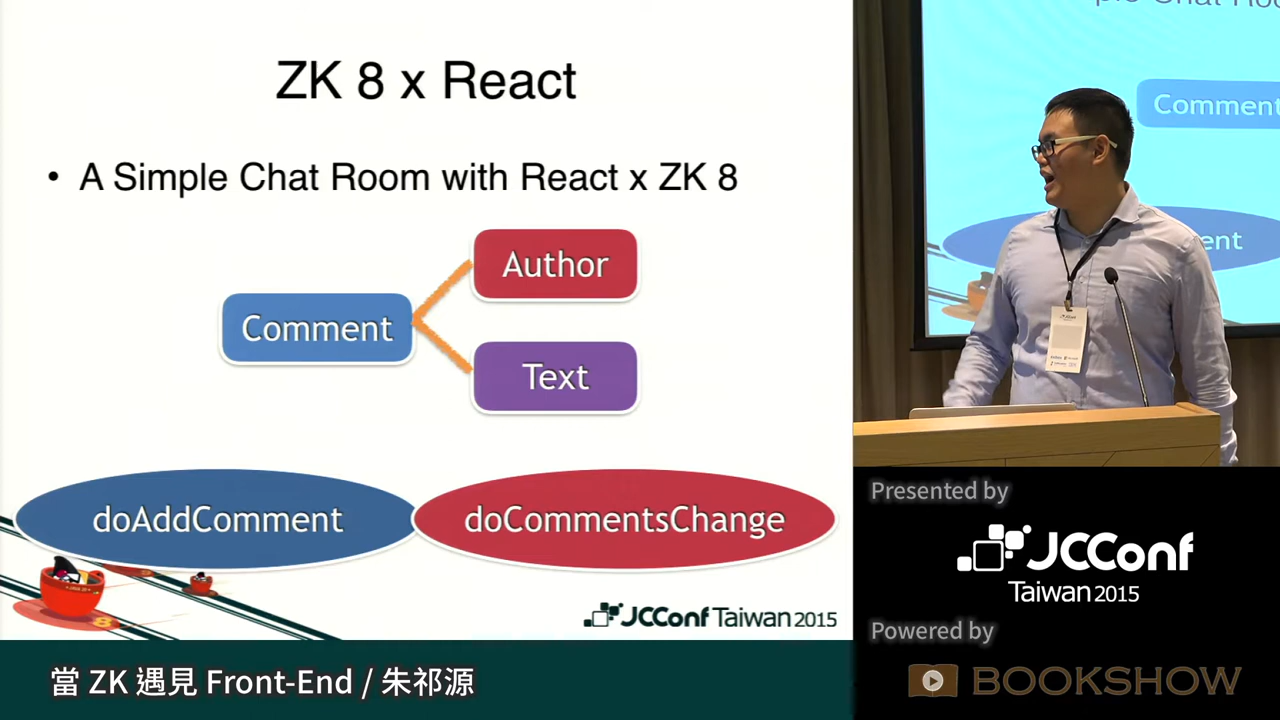 ZK 8 x React
• A Simple Chat Room with React x ZK 8
Author
Comment
Text
doAddComment
doCommentsChange
JCConf Taiwan 2015
當 ZK 遇見 Front-End / 朱祁源
Comment
Presented by
JCConf
Taiwan 2015
Powered by
BOOKSHOW